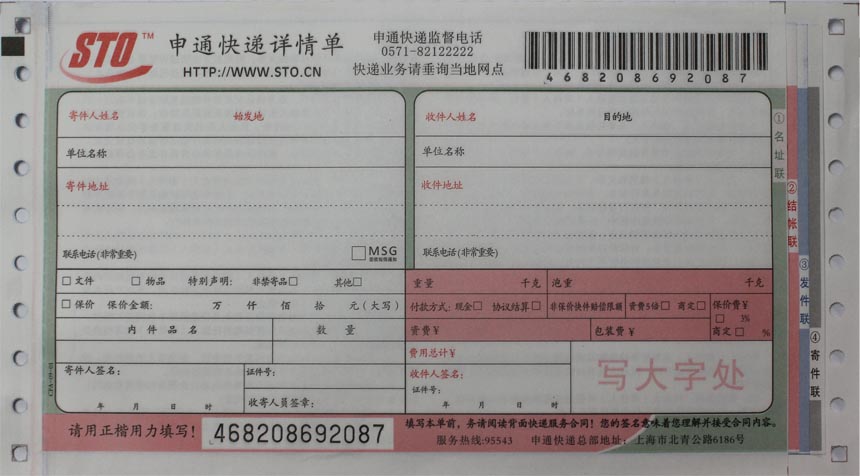 STO TM
申通快递详情单
HTTP://WWW.STO.CN
申通快递监督电话
0571-82122222
快递业务请垂询当地网点
468208692087
寄件人姓名 始发地
单位名称
寄件地址
联系电话(非常重要) □MSG
收件人姓名 目的地
单位名称
收件地址
联系电话(非常重要)
①名址联
②结帐联
③发件联
④寄件联
□文件 □物品 特别声明: 非禁寄品□ 其他□
□保价 保价金额: 万 仟 佰 拾 元(大写)
内件品名 数量
重量 千克 泡重 千克
付款方式: 现金□ 协议结算□ 非保价快件赔偿限额 资费5倍□ 商定□ 保价费¥
□ 3%
商定□ %
资费¥ 包装费¥
费用总计¥
寄件人签名:
年 月 日 时
证件号:
收寄人员签章:
收件人签名:
证件号:
年 月 日 时
写大字处
请用正楷用力填写!
468208692087
填写本单前,务请阅读背面快递服务合同!您的签名意味着您理解并接受合同内容。
服务热线:95543 申通快递总部地址:上海市北青公路6186号